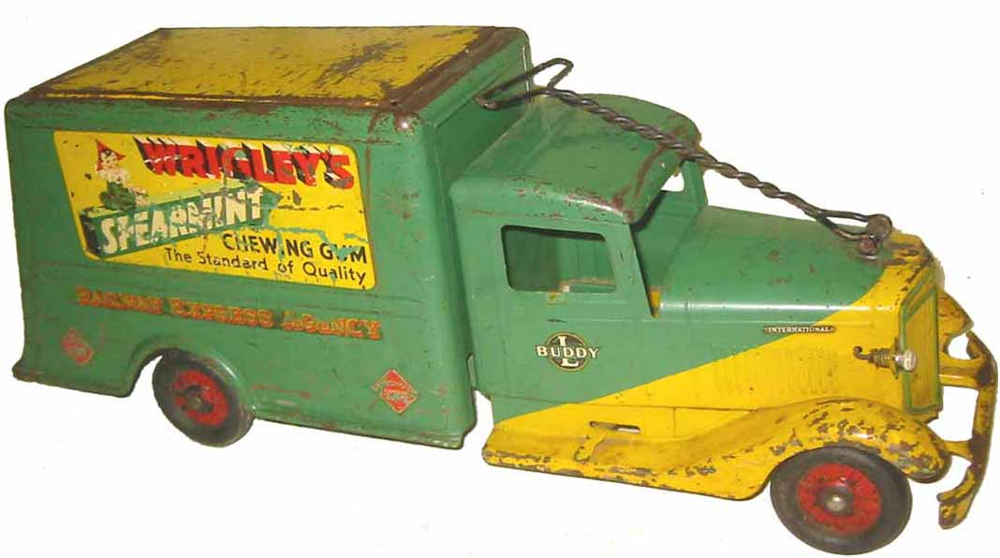 WRIGLEY'S
SPEARMINT
CHEWING GUM
The Standard of Quality
RAILWAY EXPRESS AGENCY
BUDDY
L
INTERNATIONAL